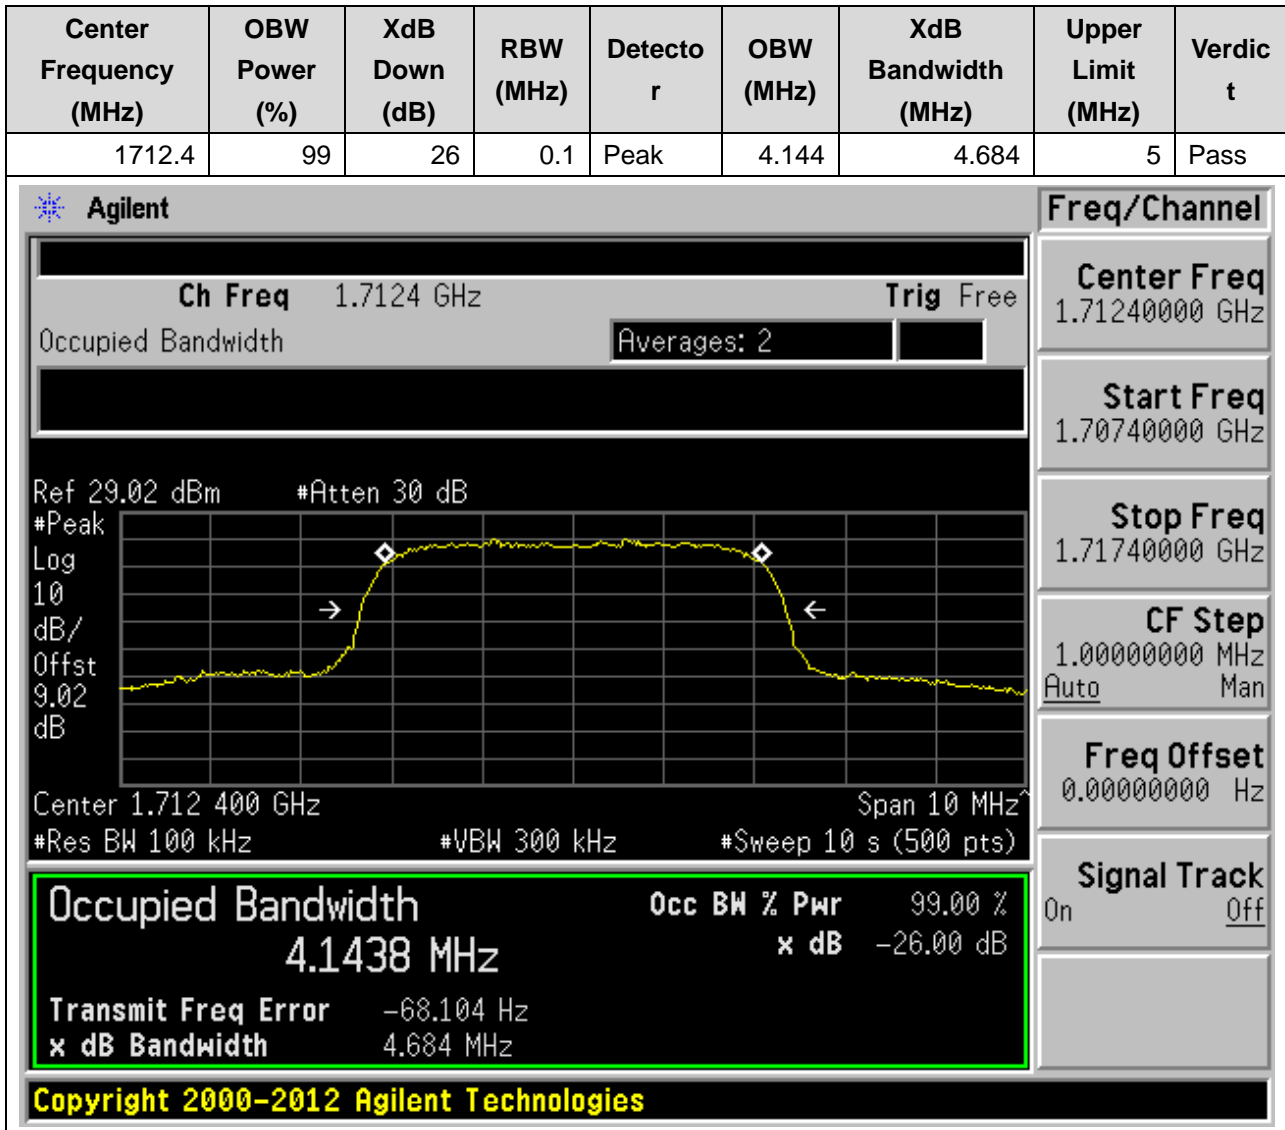 Center Frequency (MHz) OBW Power (%) XdB Down (dB) RBW (MHz) Detecto r OBW (MHz) XdB Bandwidth (MHz) Upper Limit (MHz) Verdic t
1712.4 99 26 0.1 Peak 4.144 4.684 5 Pass
Agilent
Freq/Channel
Ch Freq 1.7124 GHz Trig Free
Occupied Bandwidth Averages: 2
Ref 29.02 dBm #Atten 30 dB
#Peak
Log
10
dB/
Offst
9.02
dB
Center 1.712 400 GHz Span 10 MHz^
#Res BW 100 kHz #VBW 300 kHz #Sweep 10 s (500 pts)
Occupied Bandwidth Occ BW % Pwr 99.00 %
4.1438 MHz x dB -26.00 dB
Transmit Freq Error -68.104 Hz
x dB Bandwidth 4.684 MHz
Center Freq
1.71240000 GHz
Start Freq
1.70740000 GHz
Stop Freq
1.71740000 GHz
CF Step
1.00000000 MHz
Auto Man
Freq Offset
0.00000000 Hz
Signal Track
On Off
Copyright 2000-2012 Agilent Technologies